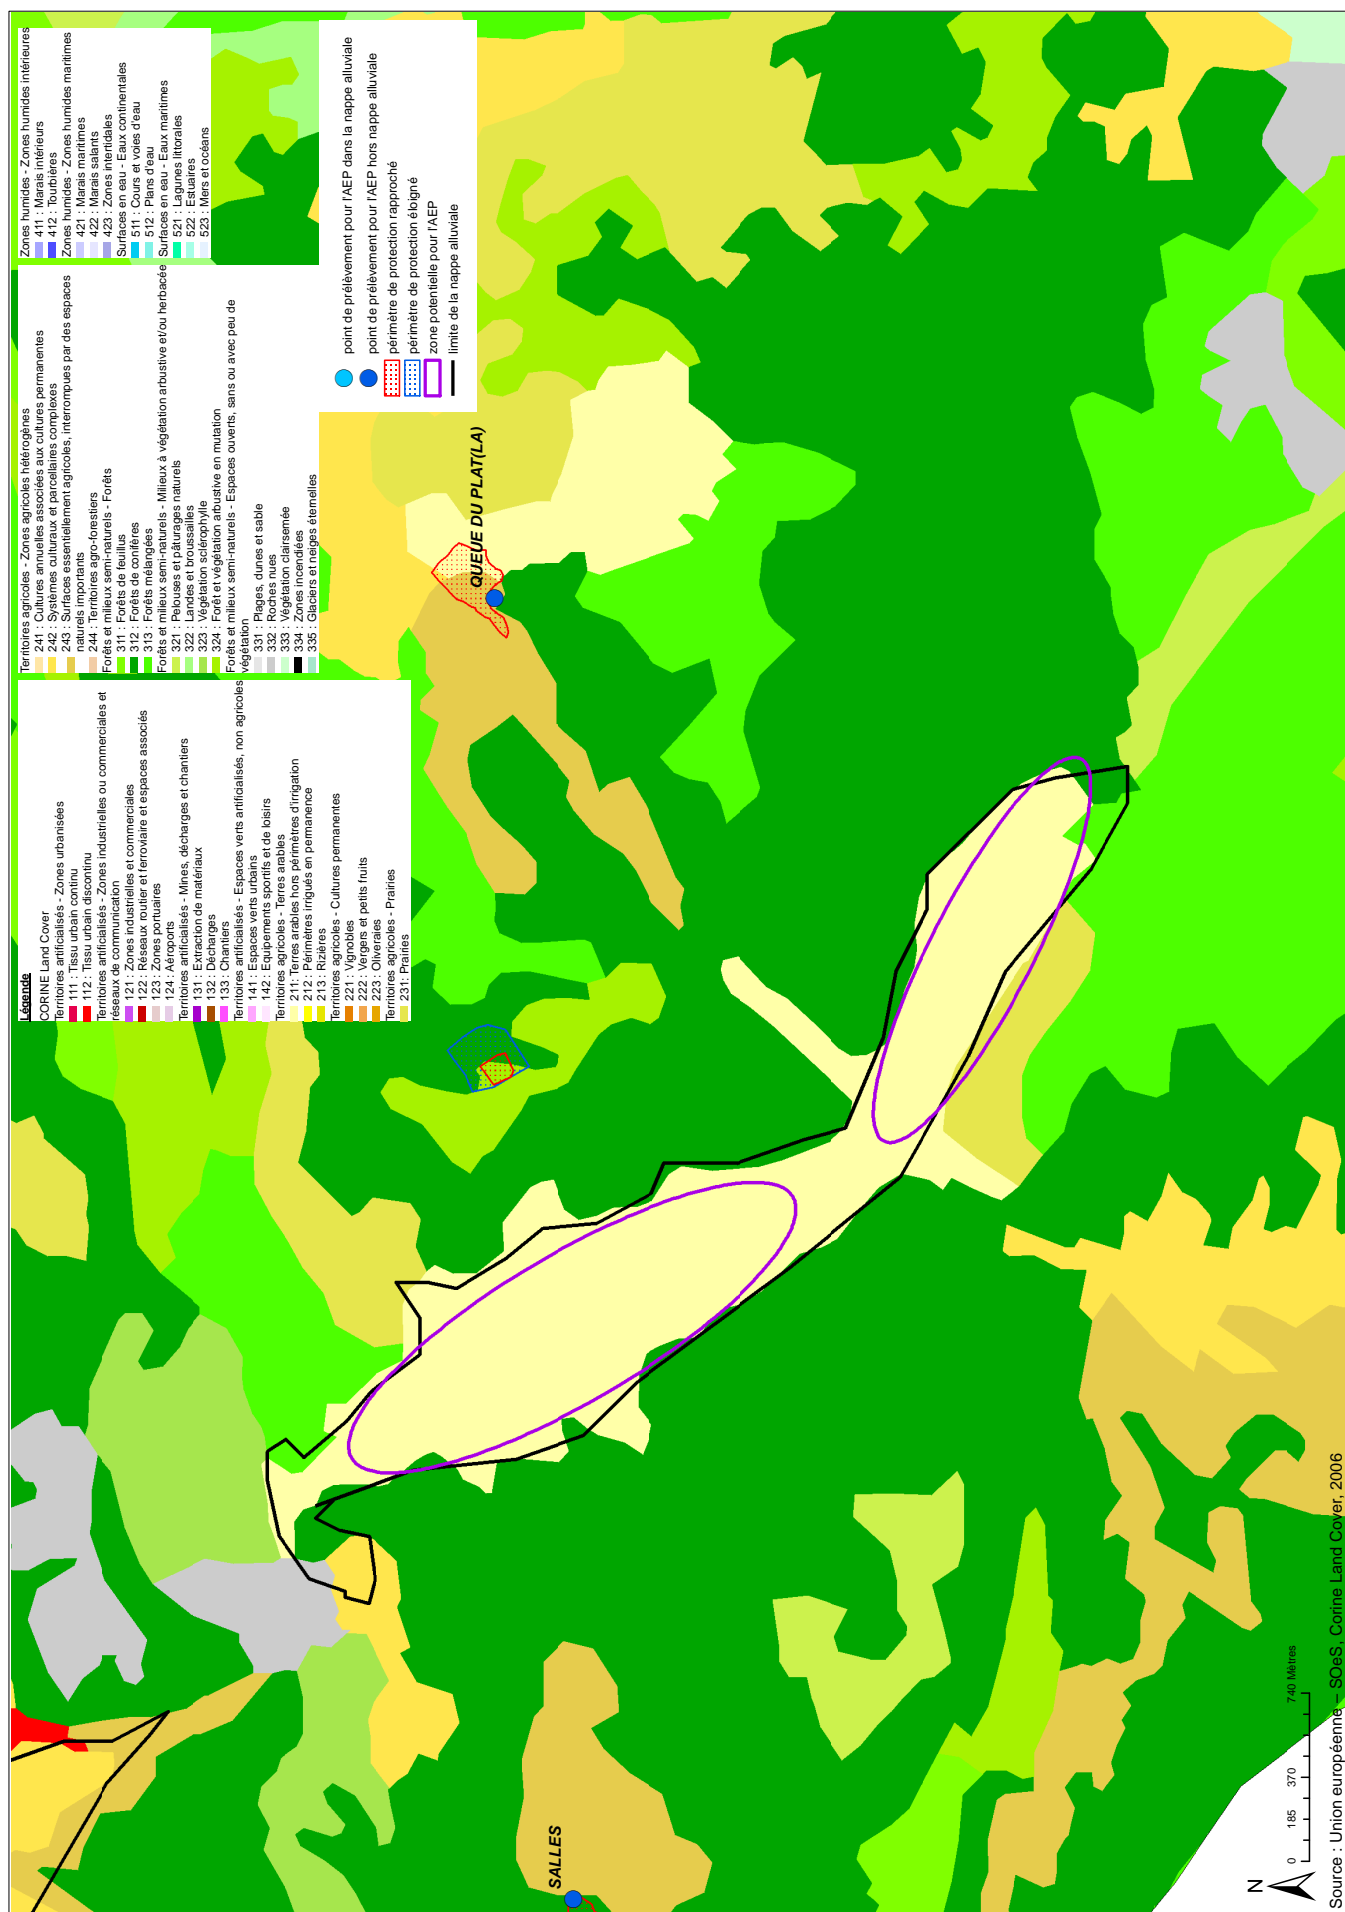 Légende
CORINE Land Cover
Territoires artificialisés - Zones urbanisées
111 : Tissu urbain continu
112 : Tissu urbain discontinu
Territoires artificialisés - Zones industrielles ou commerciales et
réseaux de communication
121 : Zones industrielles et commerciales
122 : Réseaux routier et ferroviaire et espaces associés
123 : Zones portuaires
124 : Aéroports
Territoires artificialisés - Mines, décharges et chantiers
131 : Extraction de matériaux
132 : Décharges
133 : Chantiers
Territoires artificialisés - Espaces verts artificialisés, non agricoles
141 : Espaces verts urbains
142 : Equipements sportifs et de loisirs
Territoires agricoles - Terres arables
211 : Terres arables hors périmètres d'irrigation
212 : Périmètres irrigués en permanence
213 : Rizières
Territoires agricoles - Cultures permanentes
221 : Vignobles
222 : Vergers et petits fruits
223 : Oliveraies
Territoires agricoles - Prairies
231 : Prairies
Territoires agricoles - Zones agricoles hétérogènes
241 : Cultures annuelles associées aux cultures permanentes
242 : Systèmes culturaux et parcellaires complexes
243 : Surfaces essentiellement agricoles, interrompues par des espaces
naturels importants
244 : Territoires agro-forestiers
Forêts et milieux semi-naturels - Forêts
311 : Forêts de feuillus
312 : Forêts de conifères
313 : Forêts mélangées
Forêts et milieux semi-naturels - Milieux à végétation arbustive et/ou herbacée
321 : Pelouses et pâturages naturels
322 : Landes et broussailles
323 : Végétation sclérophylle
324 : Forêt et végétation arbustive en mutation
Forêts et milieux semi-naturels - Espaces ouverts, sans ou avec peu de
végétation
331 : Plages, dunes et sable
332 : Roches nues
333 : Végétation clairsemée
334 : Zones incendiées
335 : Glaciers et neiges éternelles
Zones humides - Zones humides intérieures
411 : Marais intérieurs
412 : Tourbières
Zones humides - Zones humides maritimes
421 : Marais maritimes
422 : Marais salants
423 : Zones intertidales
Surfaces en eau - Eaux continentales
511 : Cours et voies d'eau
512 : Plans d'eau
Surfaces en eau - Eaux maritimes
521 : Lagunes littorales
522 : Estuaires
523 : Mers et océans
point de prélèvement pour l'AEP dans la nappe alluviale
point de prélèvement pour l'AEP hors nappe alluviale
périmètre de protection rapproché
périmètre de protection éloigné
zone potentielle pour l'AEP
limite de la nappe alluviale
QUEUE DU PLAT(LA)
SALLES
N
0 185 370 740 Mètres
Source : Union européenne – SOeS, Corine Land Cover, 2006